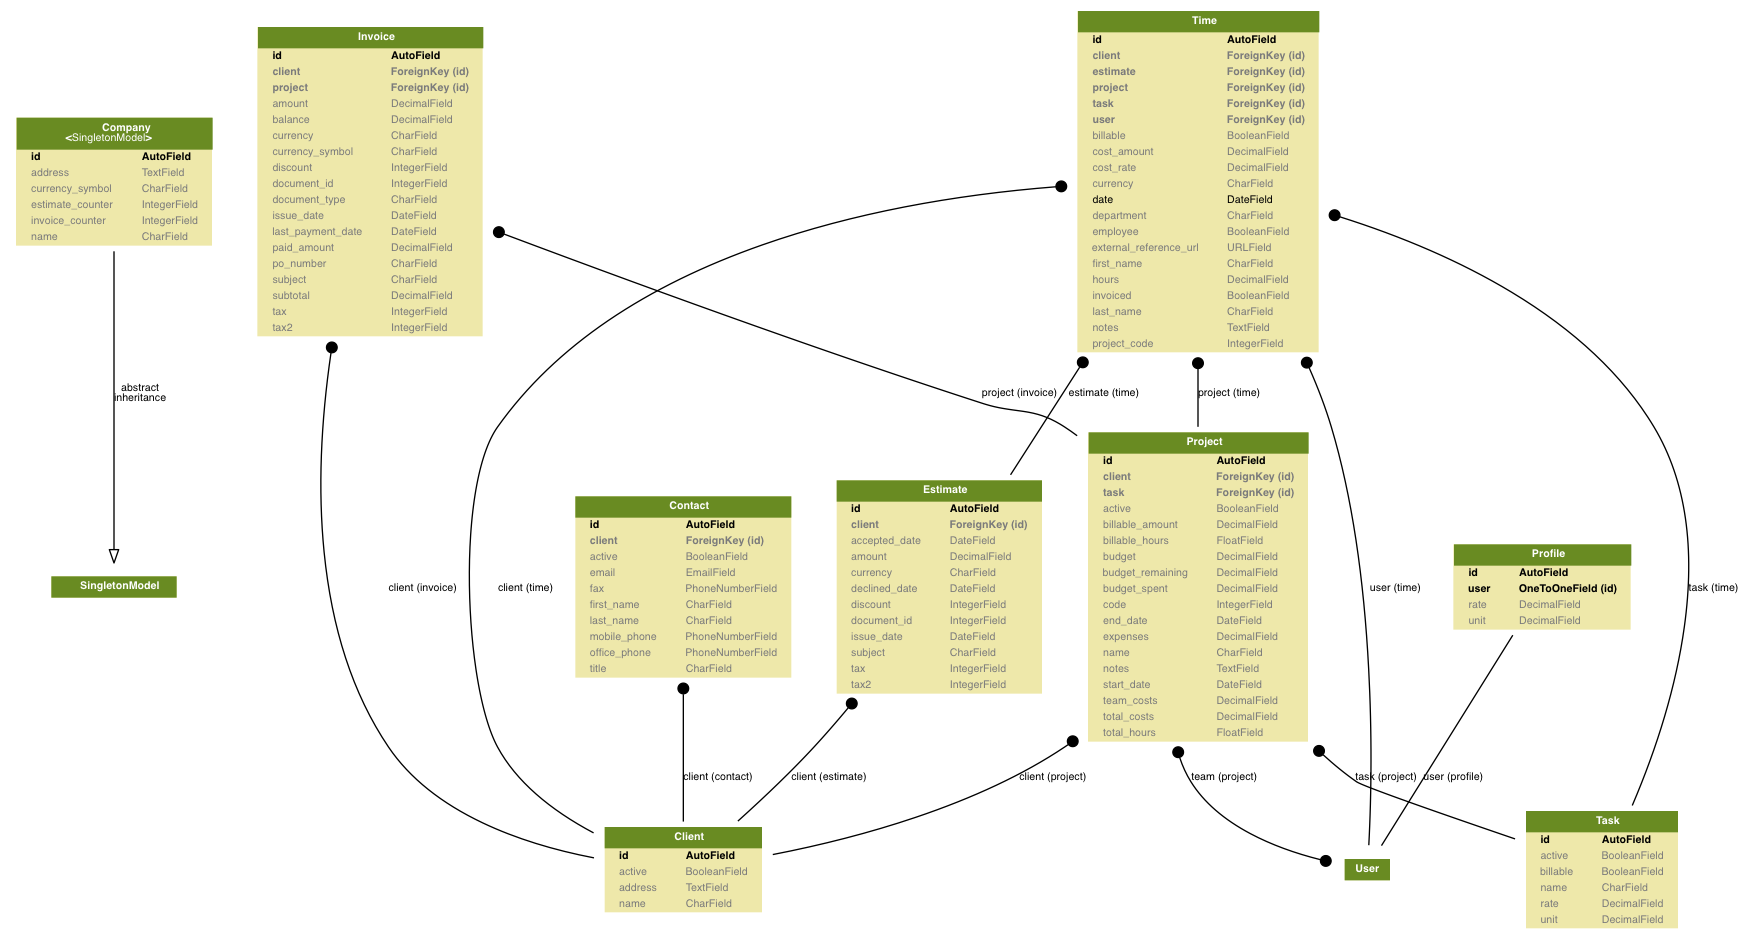 Company
<SingletonModel>
id AutoField
address TextField
currency_symbol CharField
estimate_counter IntegerField
invoice_counter IntegerField
name CharField
abstract
inheritance
SingletonModel
Invoice
id AutoField
client ForeignKey (id)
project ForeignKey (id)
amount DecimalField
balance DecimalField
currency CharField
currency_symbol CharField
discount IntegerField
document_id IntegerField
document_type CharField
issue_date DateField
last_payment_date DateField
paid_amount DecimalField
po_number CharField
subject CharField
subtotal DecimalField
tax IntegerField
tax2 IntegerField
Time
id AutoField
client ForeignKey (id)
estimate ForeignKey (id)
project ForeignKey (id)
task ForeignKey (id)
user ForeignKey (id)
billable BooleanField
cost_amount DecimalField
cost_rate DecimalField
currency CharField
date DateField
department CharField
employee BooleanField
external_reference_url URLField
first_name CharField
hours DecimalField
invoiced BooleanField
last_name CharField
notes TextField
project_code IntegerField
project (invoice)
estimate (time)
project (time)
Project
id AutoField
client ForeignKey (id)
task ForeignKey (id)
active BooleanField
billable_amount DecimalField
billable_hours FloatField
budget DecimalField
budget_remaining DecimalField
budget_spent DecimalField
code IntegerField
end_date DateField
expenses DecimalField
name CharField
notes TextField
start_date DateField
team_costs DecimalField
total_costs DecimalField
total_hours FloatField
Estimate
id AutoField
client ForeignKey (id)
accepted_date DateField
amount DecimalField
currency CharField
declined_date DateField
discount IntegerField
document_id IntegerField
issue_date DateField
subject CharField
tax IntegerField
tax2 IntegerField
Contact
id AutoField
client ForeignKey (id)
active BooleanField
email EmailField
fax PhoneNumberField
first_name CharField
last_name CharField
mobile_phone PhoneNumberField
office_phone PhoneNumberField
title CharField
Profile
id AutoField
user OneToOneField (id)
rate DecimalField
unit DecimalField
client (invoice)
client (time)
user (time)
task (time)
client (contact)
client (estimate)
client (project)
team (project)
task (project)
user (profile)
Client
id AutoField
active BooleanField
address TextField
name CharField
User
Task
id AutoField
active BooleanField
billable BooleanField
name CharField
rate DecimalField
unit DecimalField